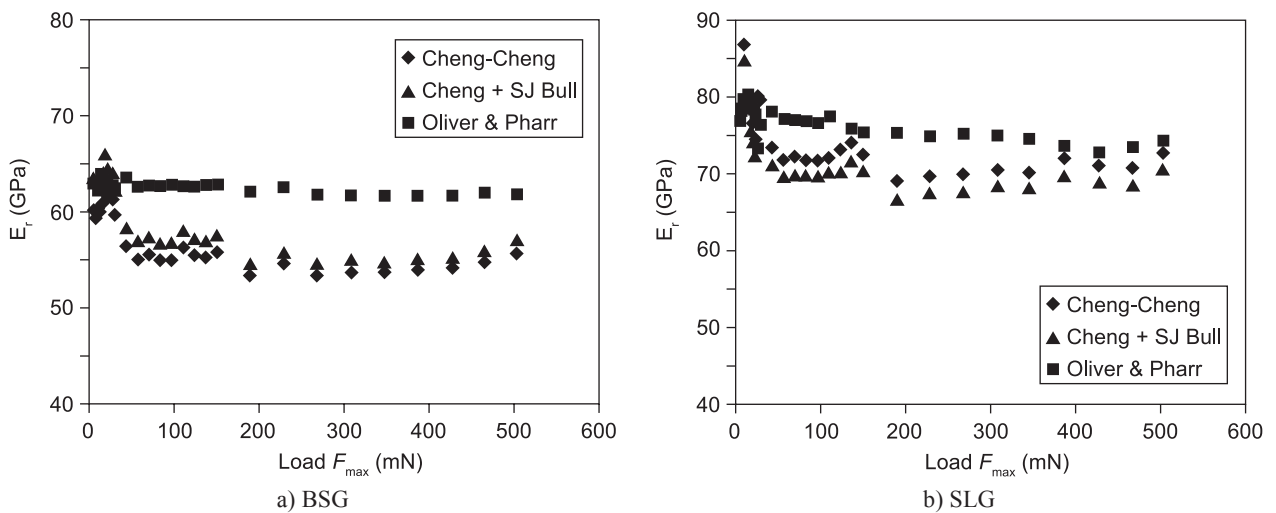 80
70
60
50
40
E_r (GPa)
Cheng-Cheng
Cheng + SJ Bull
Oliver & Pharr
0 100 200 300 400 500 600
Load F_max (mN)
a) BSG
90
80
70
60
50
40
E_r (GPa)
Cheng-Cheng
Cheng + SJ Bull
Oliver & Pharr
0 100 200 300 400 500 600
Load F_max (mN)
b) SLG